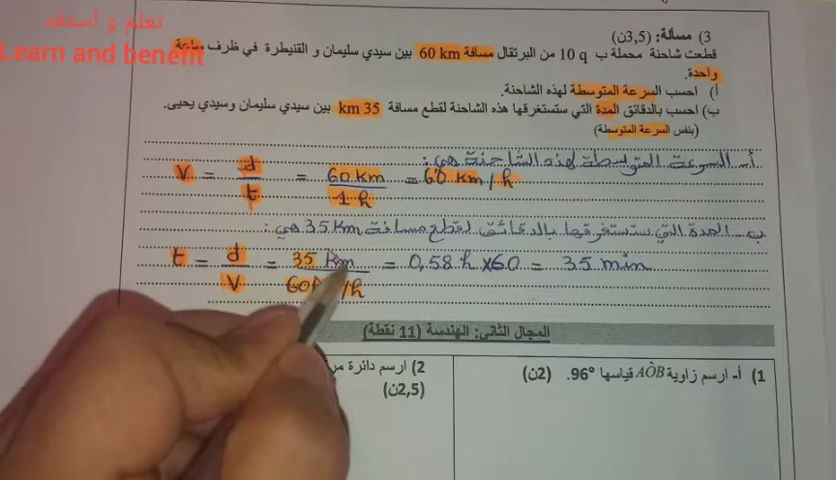 تعلم و استفد
Learn and benefit
3) مسألة: (3,5ن)
قطعت شاحنة محملة ب 10 q من البرتقال مسافة 60 km بين سيدي سليمان و القنيطرة في ظرف ساعة
واحدة.
أ) احسب السرعة المتوسطة لهذه الشاحنة.
ب) احسب بالدقائق المدة التي ستستغرقها هذه الشاحنة لقطع مسافة 35 km بين سيدي سليمان وسيدي يحيى.
(بنفس السرعة المتوسطة)
أ - السرعة المتوسطة لهذه الشاحنة هي:
V = d/t = 60 km/1 h = 60 km/h
ب - المدة التي ستستغرقها بالدقائق لقطع مسافة 35 km هي:
t = d/V = 35 km/60 /h = 0,58 h x 60 = 35 min
المجال الثاني: الهندسة (11 نقطة)
1) أ- ارسم زاوية AÔB قياسها 96°. (2ن)
2) ارسم دائرة
(2,5ن)